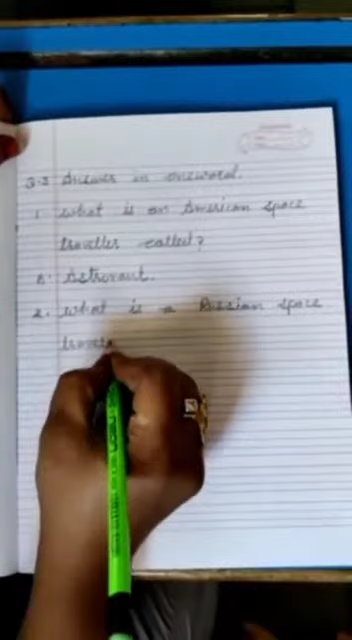 Q-3 Answer in oneword.
1. What is an American space
traveller called?
A. Astronaut.
2. What is a Russian space
travel